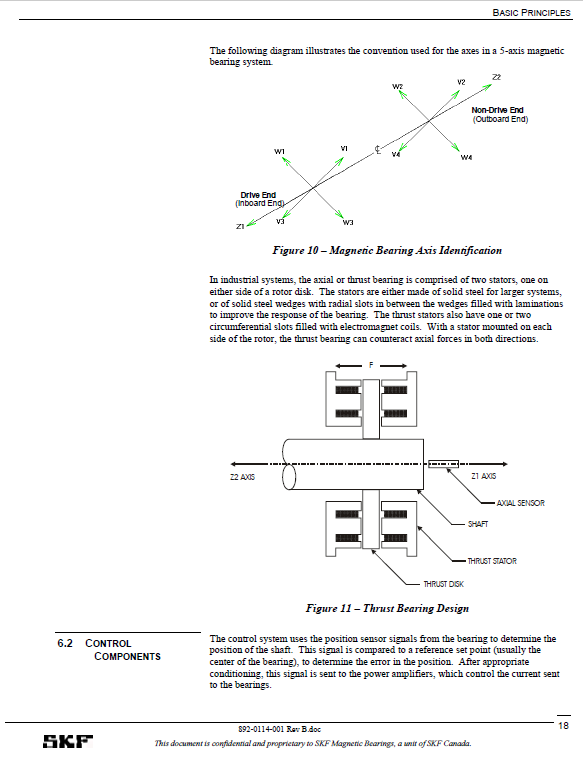 BASIC PRINCIPLES
The following diagram illustrates the convention used for the axes in a 5-axis magnetic
bearing system.
Z2
V2
W2
Non-Drive End
(Outboard End)
W1
V1
℄
V4
W4
Drive End
(Inboard End)
Z1
V3
W3
Figure 10 – Magnetic Bearing Axis Identification
In industrial systems, the axial or thrust bearing is comprised of two stators, one on
either side of a rotor disk. The stators are either made of solid steel for larger systems,
or of solid steel wedges with radial slots in between the wedges filled with laminations
to improve the response of the bearing. The thrust stators also have one or two
circumferential slots filled with electromagnet coils. With a stator mounted on each
side of the rotor, the thrust bearing can counteract axial forces in both directions.
F
Z2 AXIS
Z1 AXIS
AXIAL SENSOR
SHAFT
THRUST STATOR
THRUST DISK
Figure 11 – Thrust Bearing Design
6.2 CONTROL
COMPONENTS
The control system uses the position sensor signals from the bearing to determine the
position of the shaft. This signal is compared to a reference set point (usually the
center of the bearing), to determine the error in the position. After appropriate
conditioning, this signal is sent to the power amplifiers, which control the current sent
to the bearings.
892-0114-001 Rev B.doc
18
SKF
This document is confidential and proprietary to SKF Magnetic Bearings, a unit of SKF Canada.